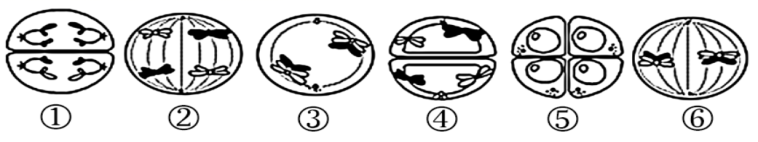 ① ② ③ ④ ⑤ ⑥